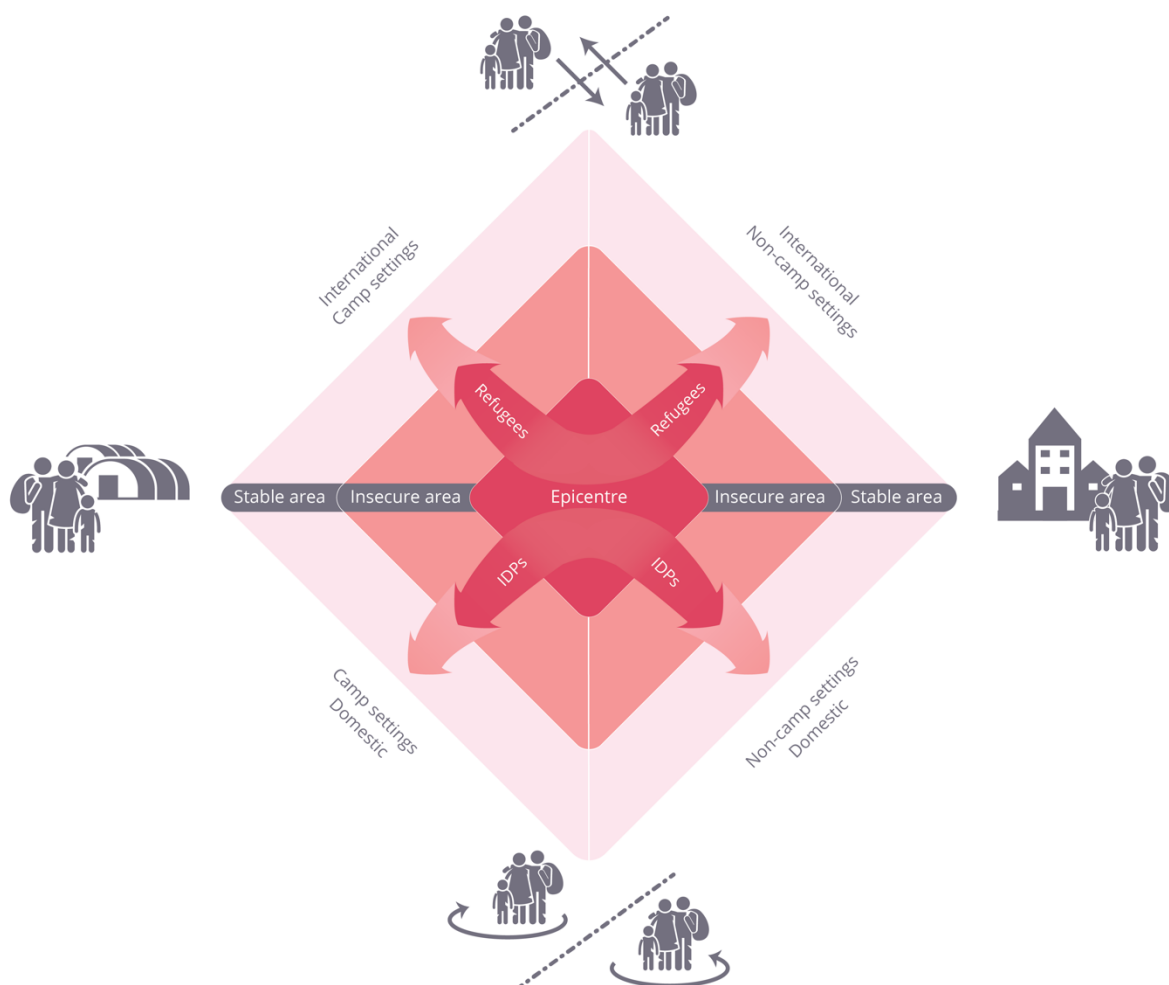 International
Camp settings
International
Non-camp settings
Refugees
Refugees
Stable area
Insecure area
Epicentre
Insecure area
Stable area
IDPs
IDPs
Camp settings
Domestic
Non-camp settings
Domestic